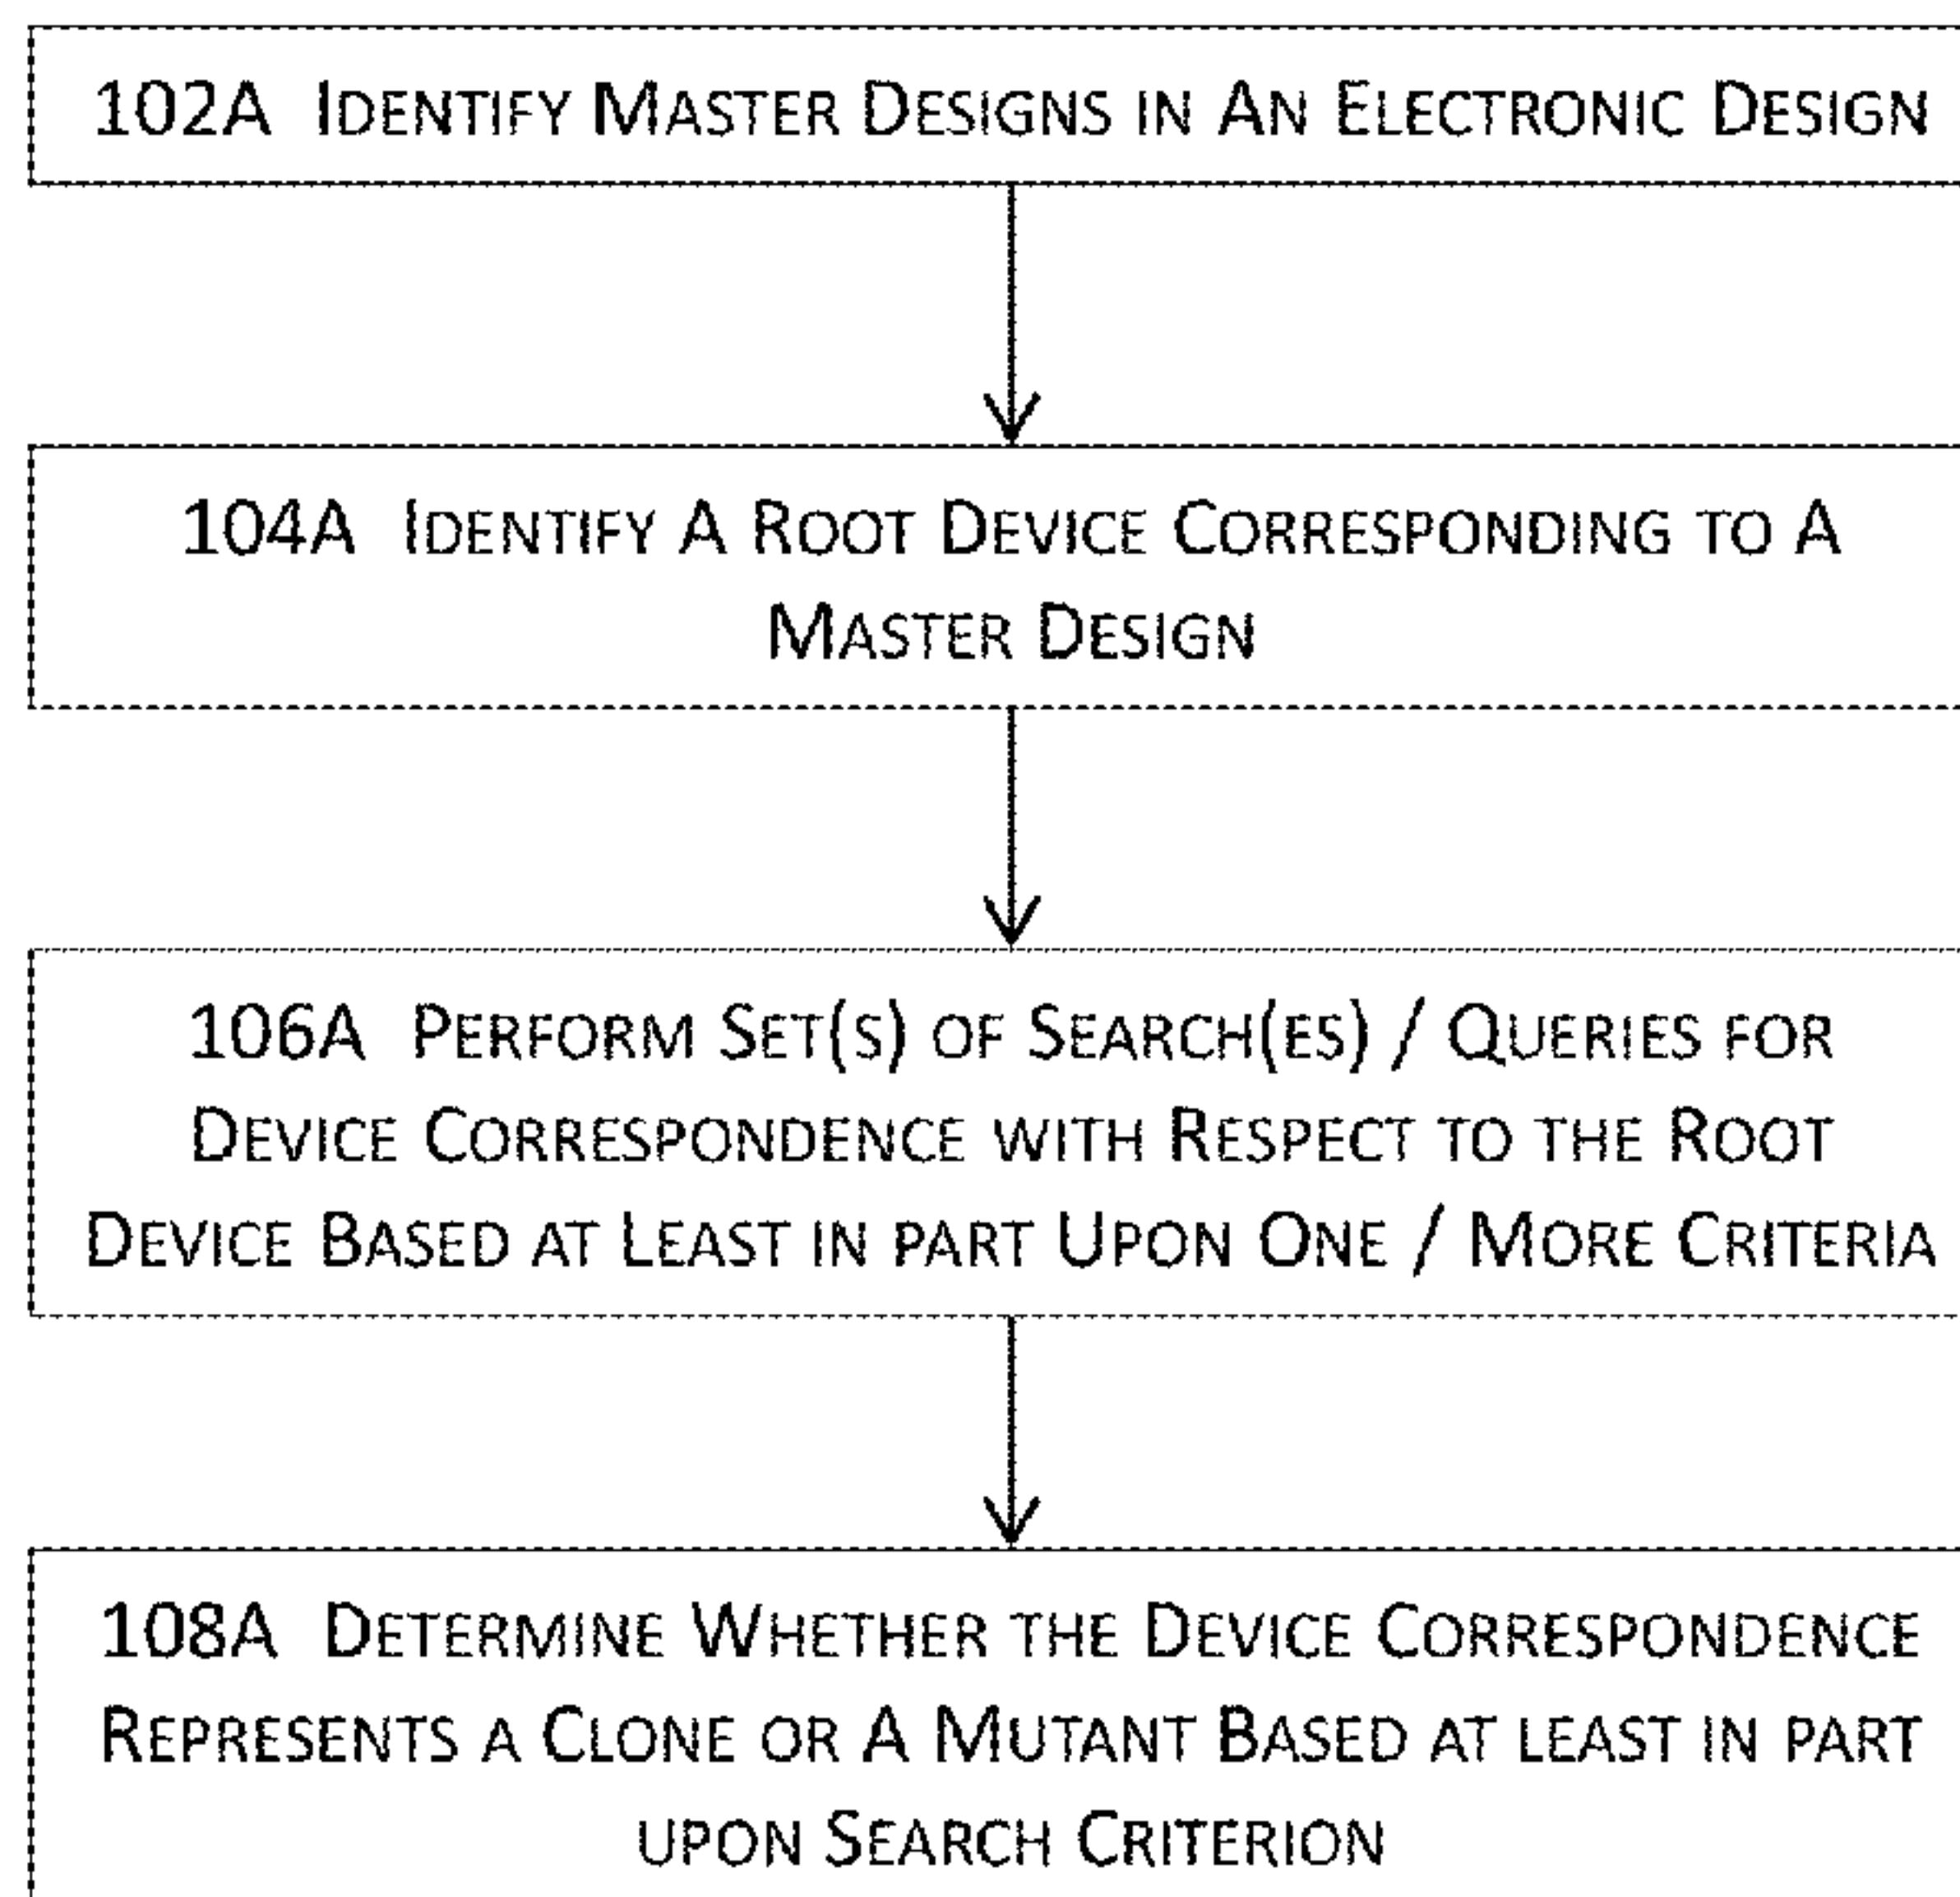 102A Identify Master Designs in An Electronic Design
104A Identify A Root Device Corresponding to A
Master Design
106A Perform Set(s) of Search(es) / Queries for
Device Correspondence with Respect to the Root
Device Based at Least in part Upon One / More Criteria
108A Determine Whether the Device Correspondence
Represents a Clone or A Mutant Based at least in part
upon Search Criterion